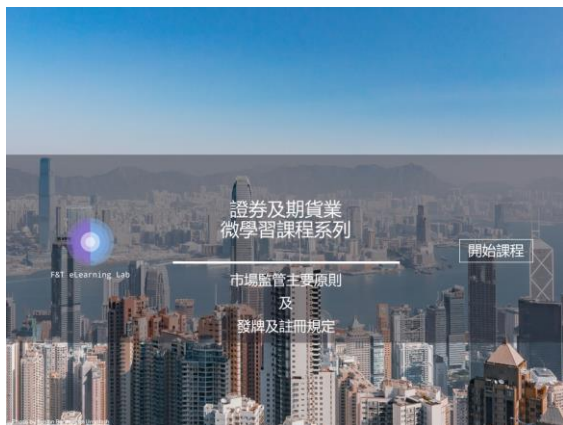 證券及期貨業
微學習課程系列
F&T eLearning Lab
開始課程
市場監管主要原則
及
發牌及註冊規定